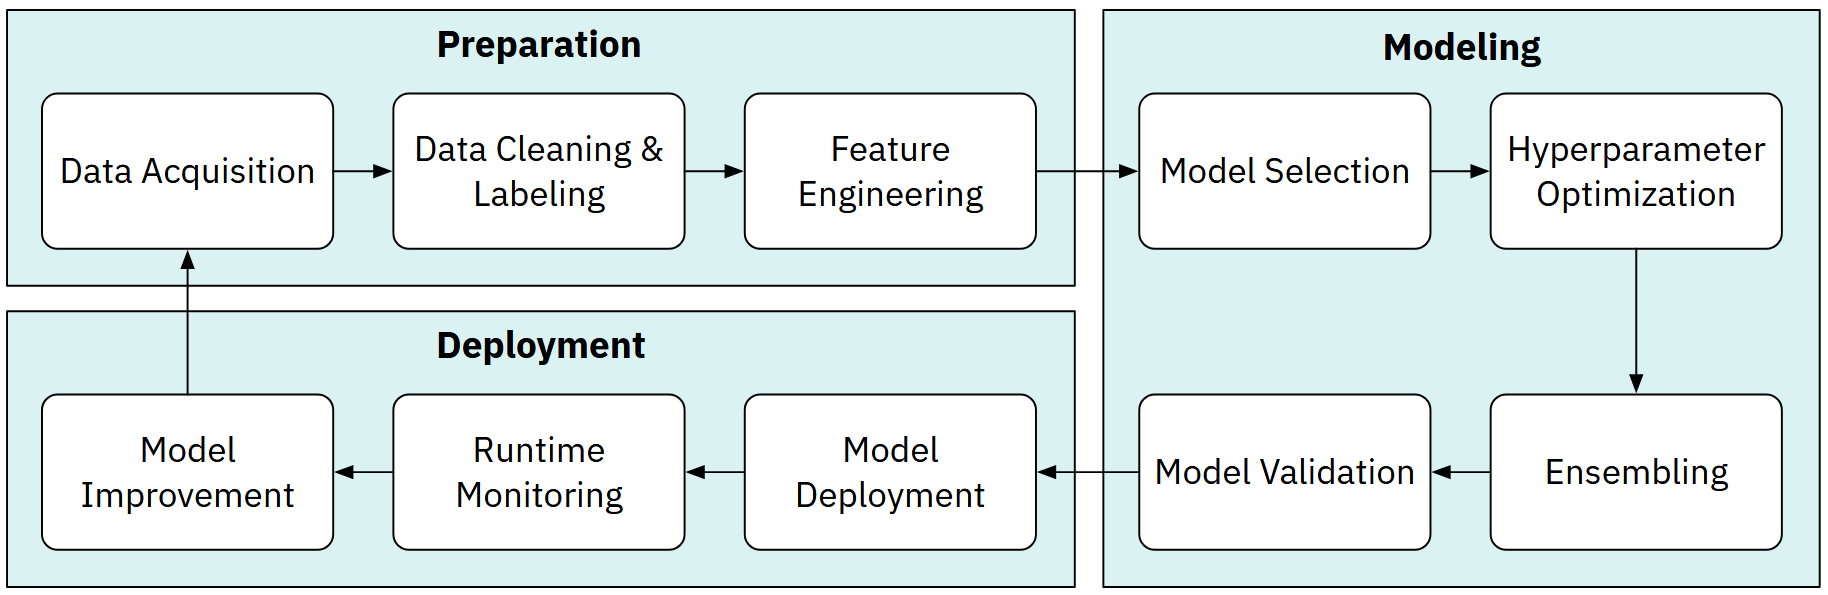 Preparation
Data Acquisition
Data Cleaning &
Labeling
Feature
Engineering
Modeling
Model Selection
Hyperparameter
Optimization
Ensembling
Model Validation
Deployment
Model
Deployment
Runtime
Monitoring
Model
Improvement